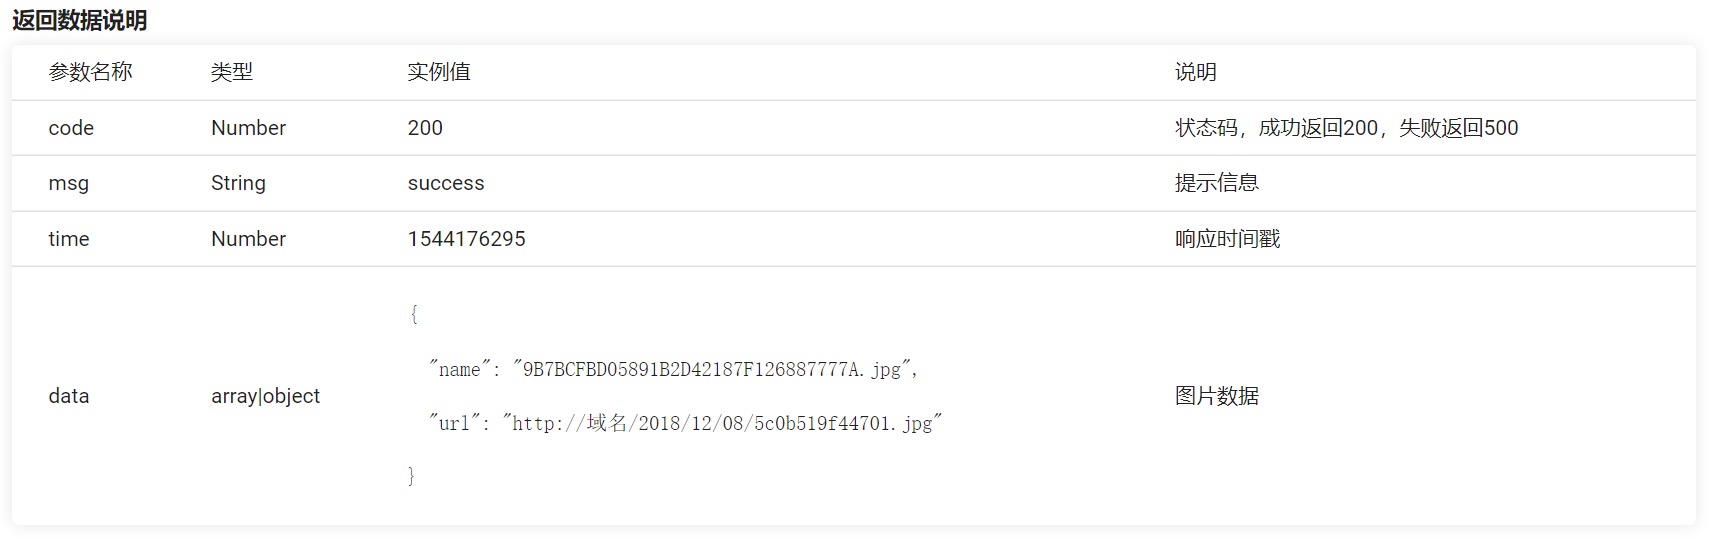 返回数据说明
参数名称 类型 实例值 说明
code Number 200 状态码，成功返回200，失败返回500
msg String success 提示信息
time Number 1544176295 响应时间戳
{
"name": "9B7BCFBD05891B2D42187F126887777A.jpg",
data array|object 图片数据
"url": "http://域名/2018/12/08/5c0b519f44701.jpg"
}